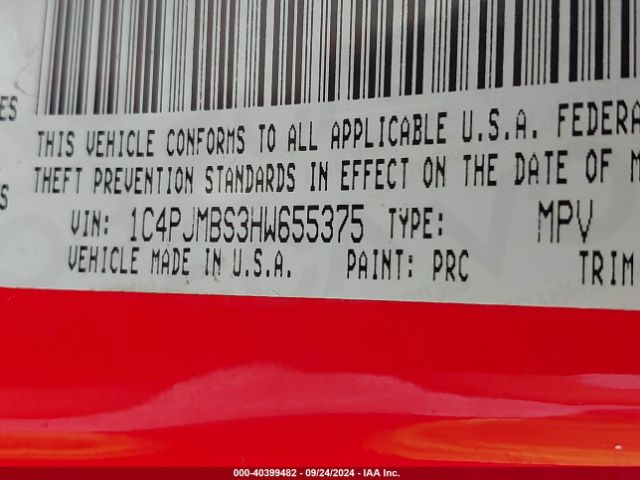 ES
THIS VEHICLE CONFORMS TO ALL APPLICABLE U.S.A. FEDERA
THEFT PREVENTION STANDARDS IN EFFECT ON THE DATE OF M
S
VIN: 1C4PJMBS3HW655375 TYPE: MPV
VEHICLE MADE IN U.S.A. PAINT: PRC TRIM
000-40399482 - 09/24/2024 - IAA Inc.